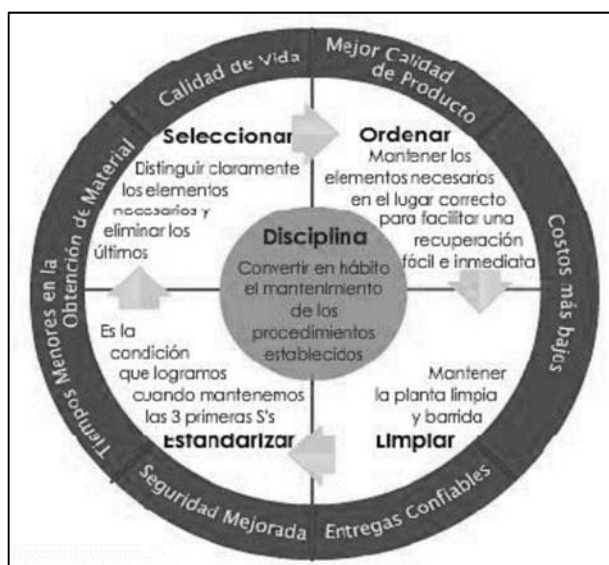 Calidad de Vida
Mejor Calidad
de Producto
Costos más bajos
Entregas Confiables
Seguridad Mejorada
Tiempos Menores en la
Obtención de Material
Seleccionar
Distinguir claramente
los elementos
necesarios y
eliminar los
últimos
Ordenar
Mantener los
elementos necesarios
en el lugar correcto
para facilitar una
recuperación
fácil e inmediata
Disciplina
Convertir en hábito
el mantenimiento
de los
procedimientos
establecidos
Es la
condición
que logramos
cuando mantenemos
las 3 primeras S's
Estandarizar
Mantener
la planta limpia
y barrida
Limpiar